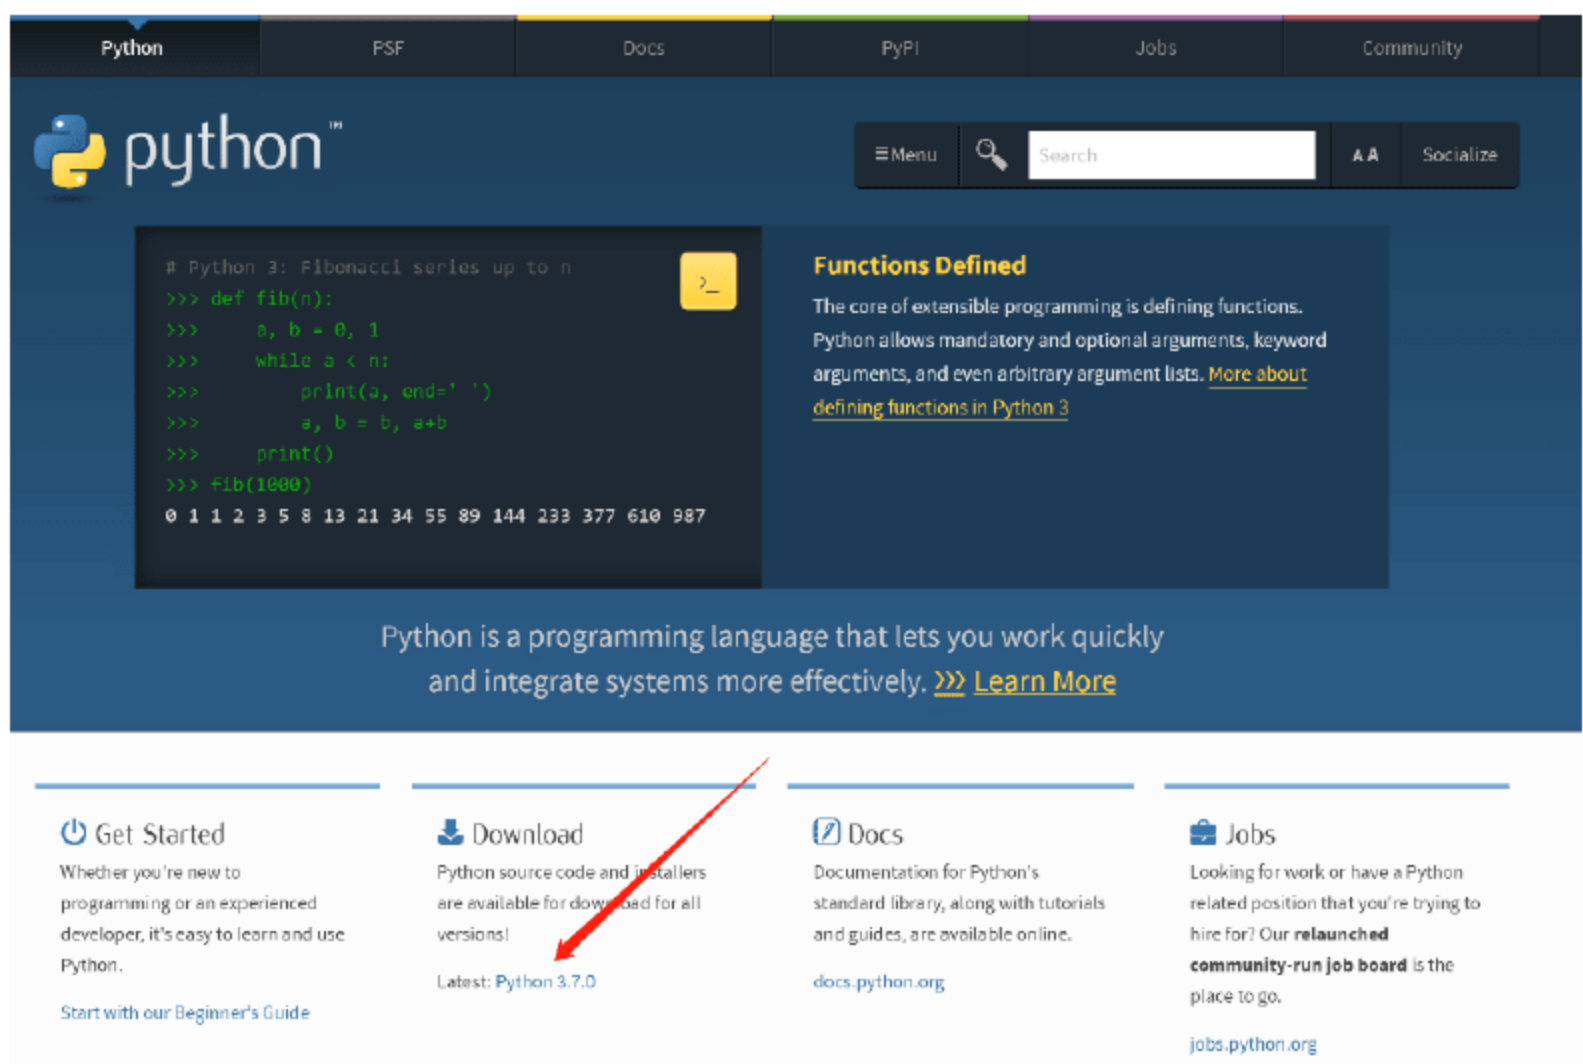 Python PSF Docs PyPI Jobs Community
python™
≡Menu Search A A Socialize
# Python 3: Fibonacci series up to n
>>> def fib(n):
>>>     a, b = 0, 1
>>>     while a < n:
>>>         print(a, end=' ')
>>>         a, b = b, a+b
>>>     print()
>>> fib(1000)
0 1 1 2 3 5 8 13 21 34 55 89 144 233 377 610 987
>_
Functions Defined
The core of extensible programming is defining functions.
Python allows mandatory and optional arguments, keyword
arguments, and even arbitrary argument lists. More about
defining functions in Python 3
Python is a programming language that lets you work quickly
and integrate systems more effectively. >>> Learn More
Get Started
Whether you're new to
programming or an experienced
developer, it's easy to learn and use
Python.
Start with our Beginner's Guide
Download
Python source code and installers
are available for download for all
versions!
Latest: Python 3.7.0
Docs
Documentation for Python's
standard library, along with tutorials
and guides, are available online.
docs.python.org
Jobs
Looking for work or have a Python
related position that you're trying to
hire for? Our relaunched
community-run job board is the
place to go.
jobs.python.org